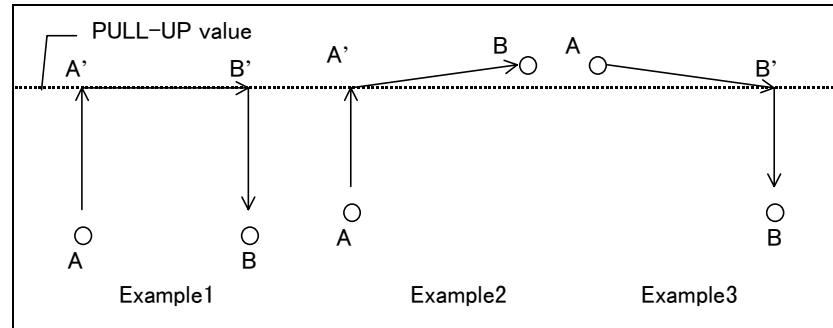 PULL-UP value
A' B' A' B A B'
A B A B
Example1 Example2 Example3